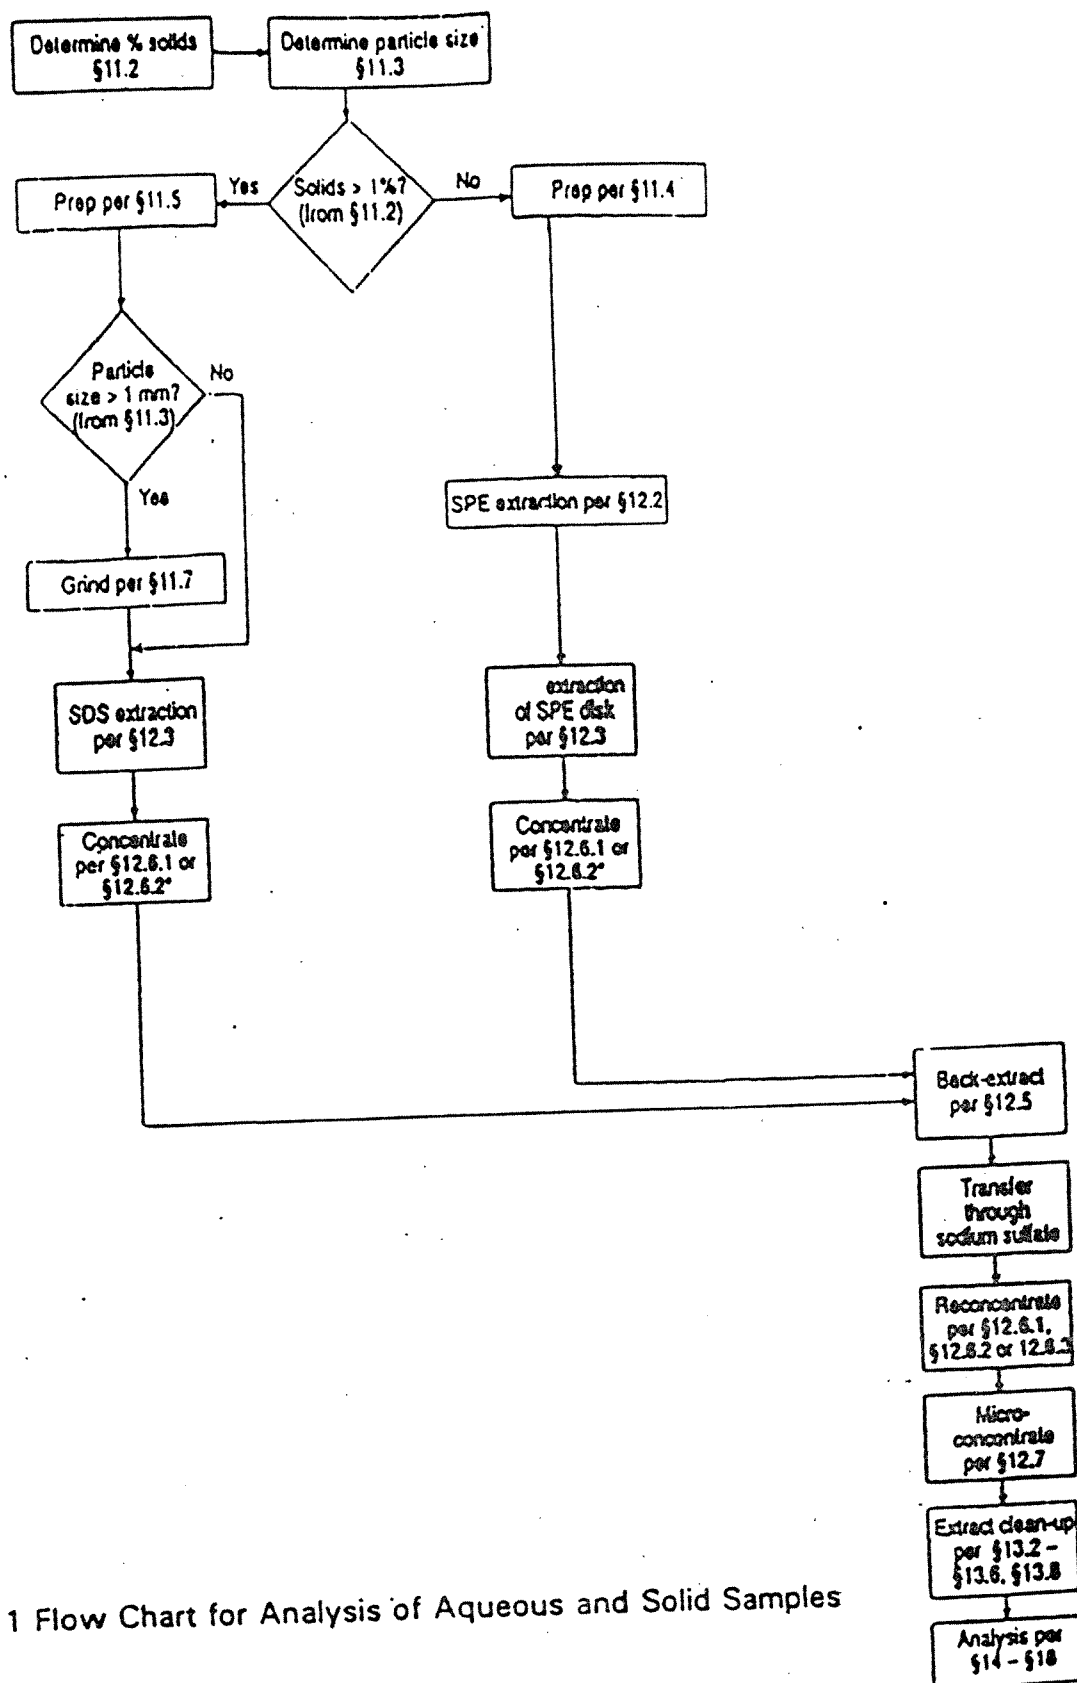 Determine % solids
§11.2
Determine particle size
§11.3
Solids > 1%?
(from §11.2)
Yes
No
Prep per §11.5
Prep per §11.4
Particle
size > 1 mm?
(from §11.3)
No
Yes
Grind per §11.7
SPE extraction per §12.2
SDS extraction
per §12.3
extraction
of SPE disk
per §12.3
Concentrate
per §12.6.1 or
§12.6.2*
Concentrate
per §12.6.1 or
§12.6.2*
Back-extract
per §12.5
Transfer
through
sodium sulfate
Reconcentrate
per §12.6.1,
§12.6.2 or 12.6.3
Micro-
concentrate
per §12.7
Extract clean-up
per §13.2 –
§13.6, §13.8
Analysis per
§14 – §18
1 Flow Chart for Analysis of Aqueous and Solid Samples